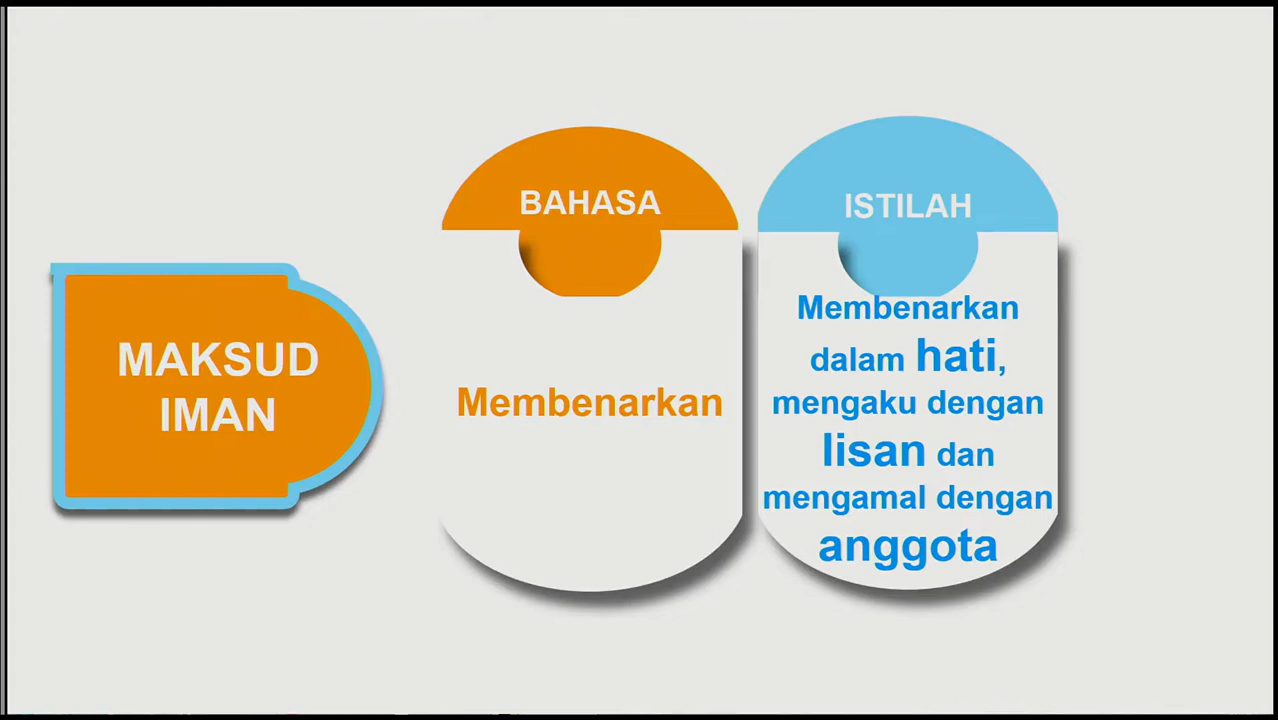 MAKSUD
IMAN
BAHASA
Membenarkan
ISTILAH
Membenarkan
dalam hati,
mengaku dengan
lisan dan
mengamal dengan
anggota